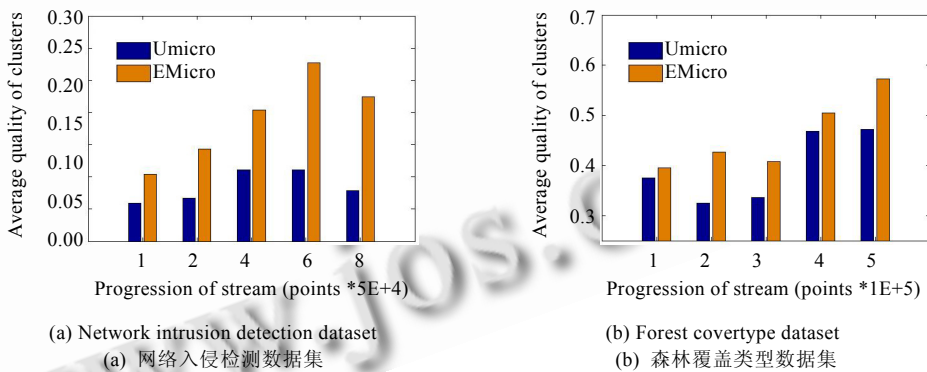 0.30
0.25
0.20
0.15
0.10
0.05
0.00
Average quality of clusters
Umicro
EMicro
1 2 4 6 8
Progression of stream (points *5E+4)
(a) Network intrusion detection dataset
(a) 网络入侵检测数据集
0.7
0.6
0.5
0.4
0.3
Average quality of clusters
Umicro
EMicro
1 2 3 4 5
Progression of stream (points *1E+5)
(b) Forest covertype dataset
(b) 森林覆盖类型数据集
www.jos.o